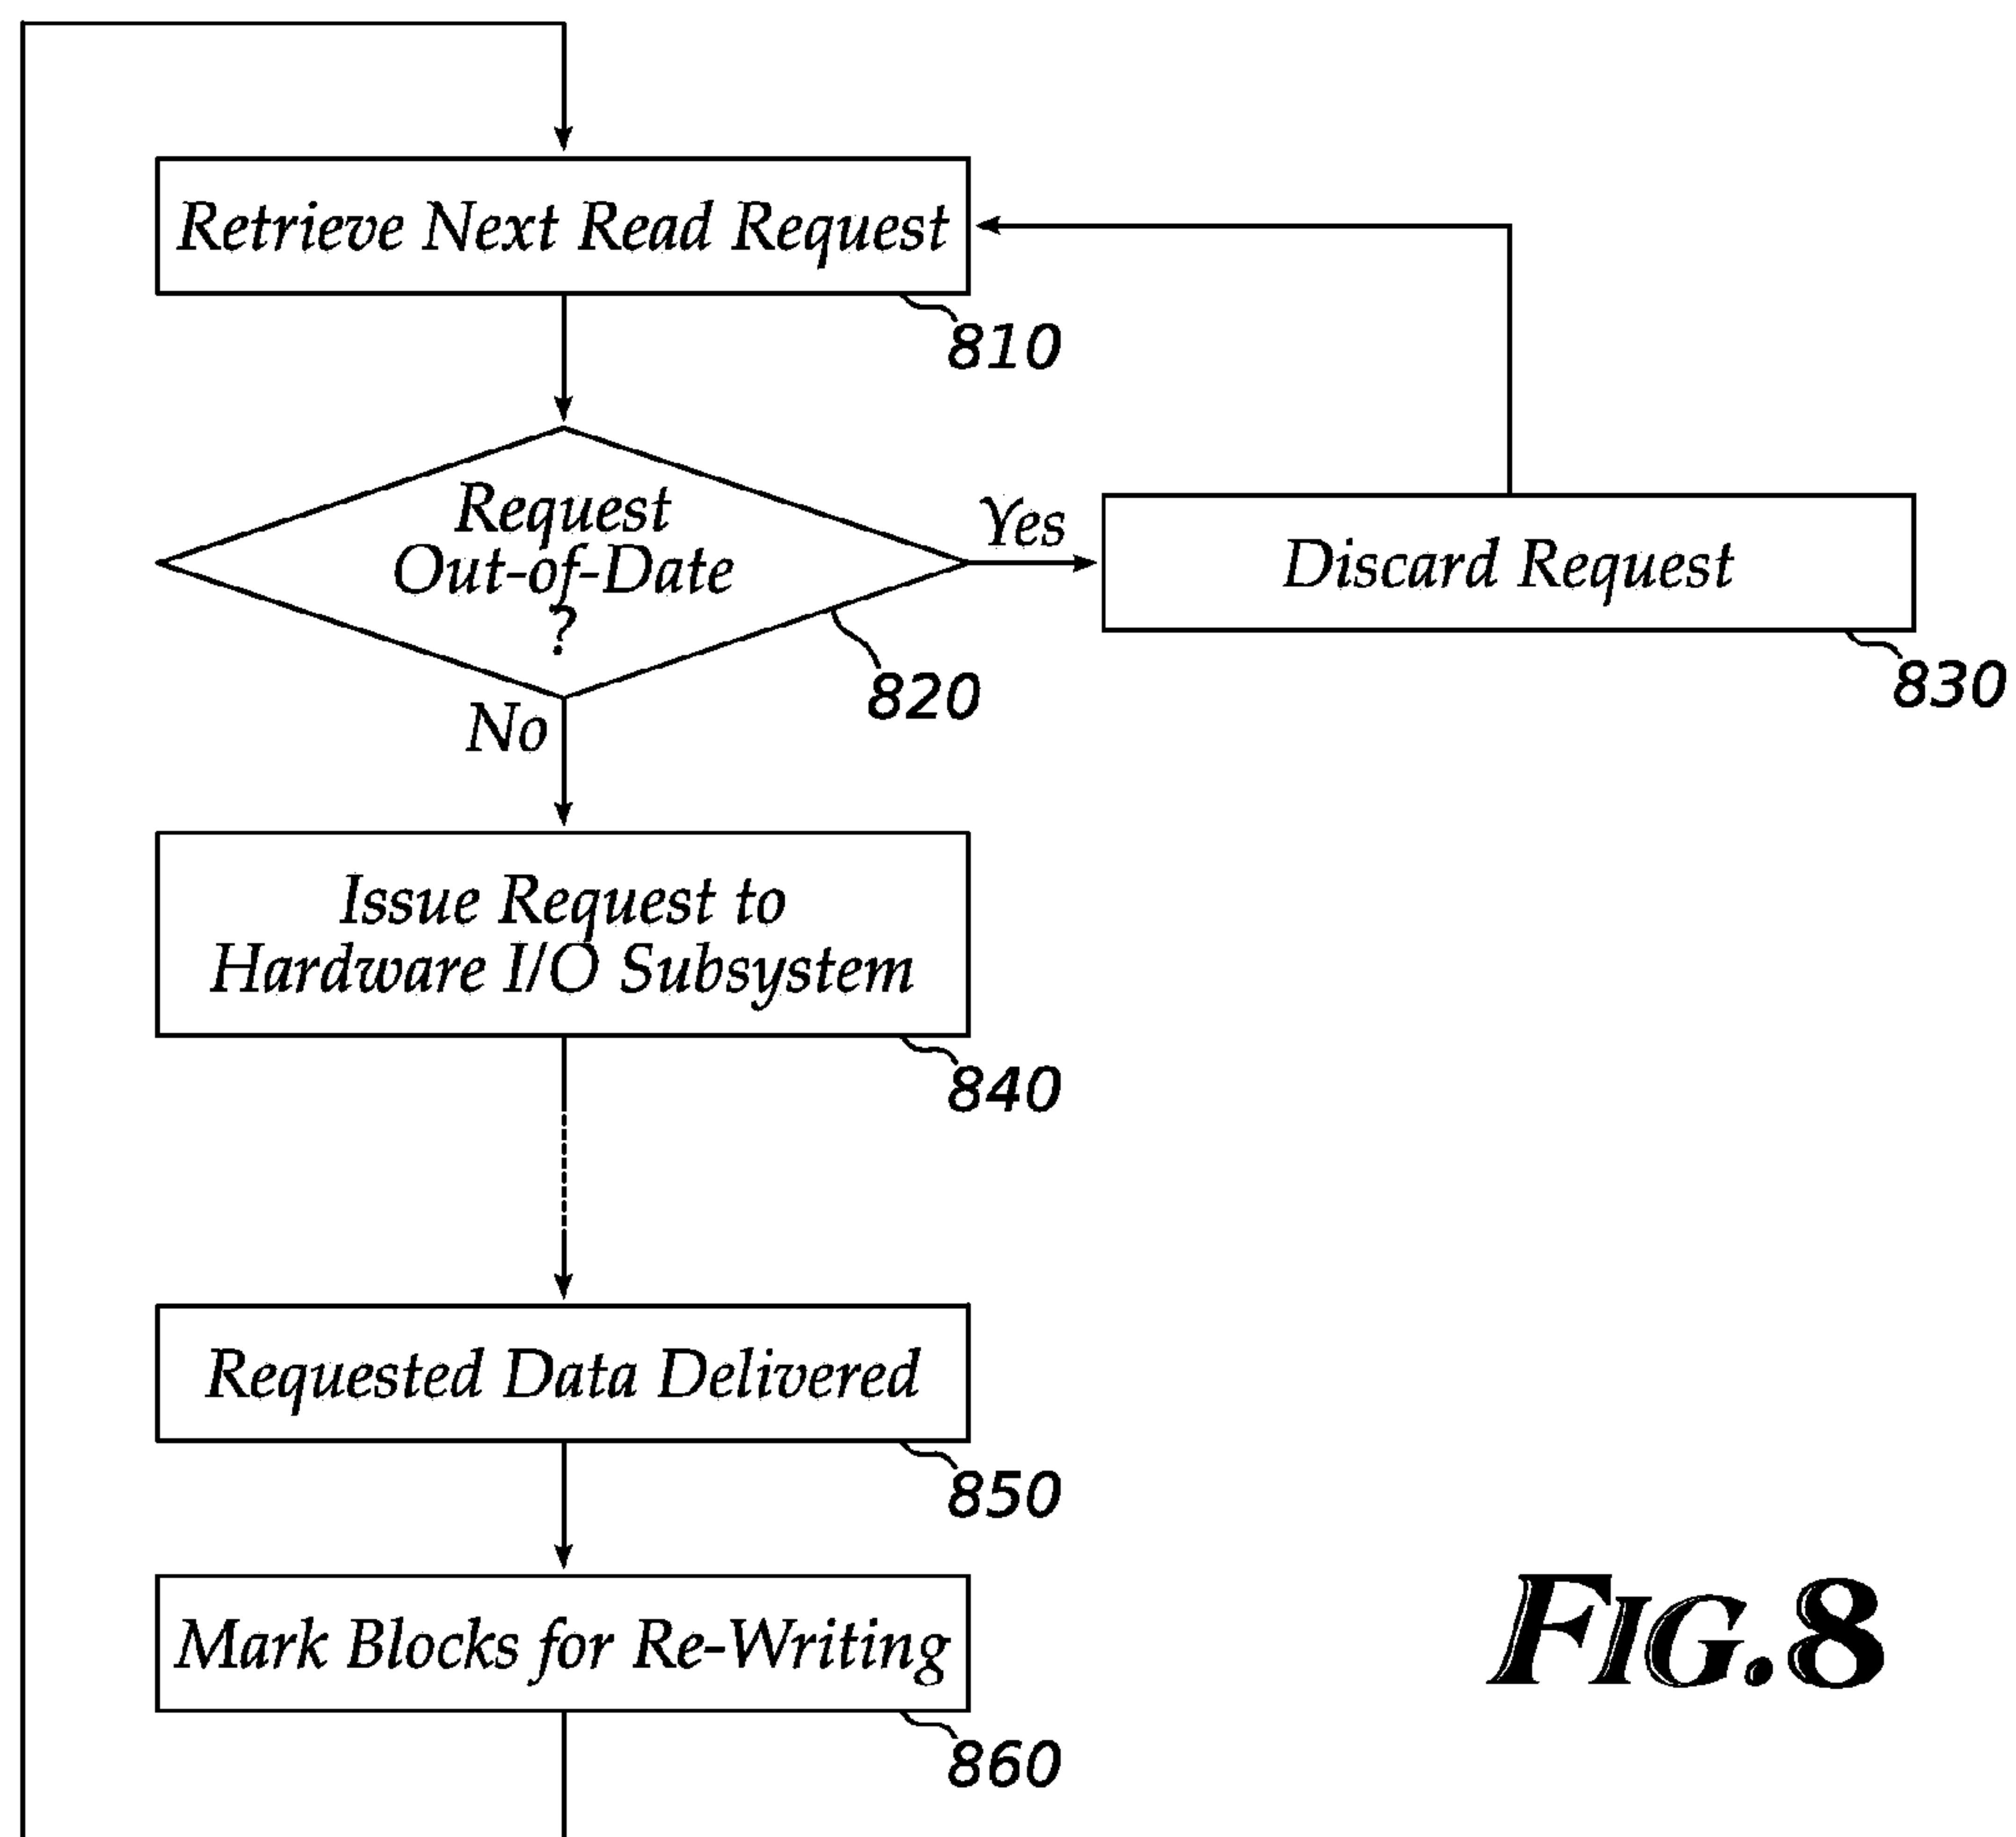 Retrieve Next Read Request
810
Request
Out-of-Date
?
Yes
Discard Request
820
830
No
Issue Request to
Hardware I/O Subsystem
840
Requested Data Delivered
850
Mark Blocks for Re-Writing
860
FIG.8